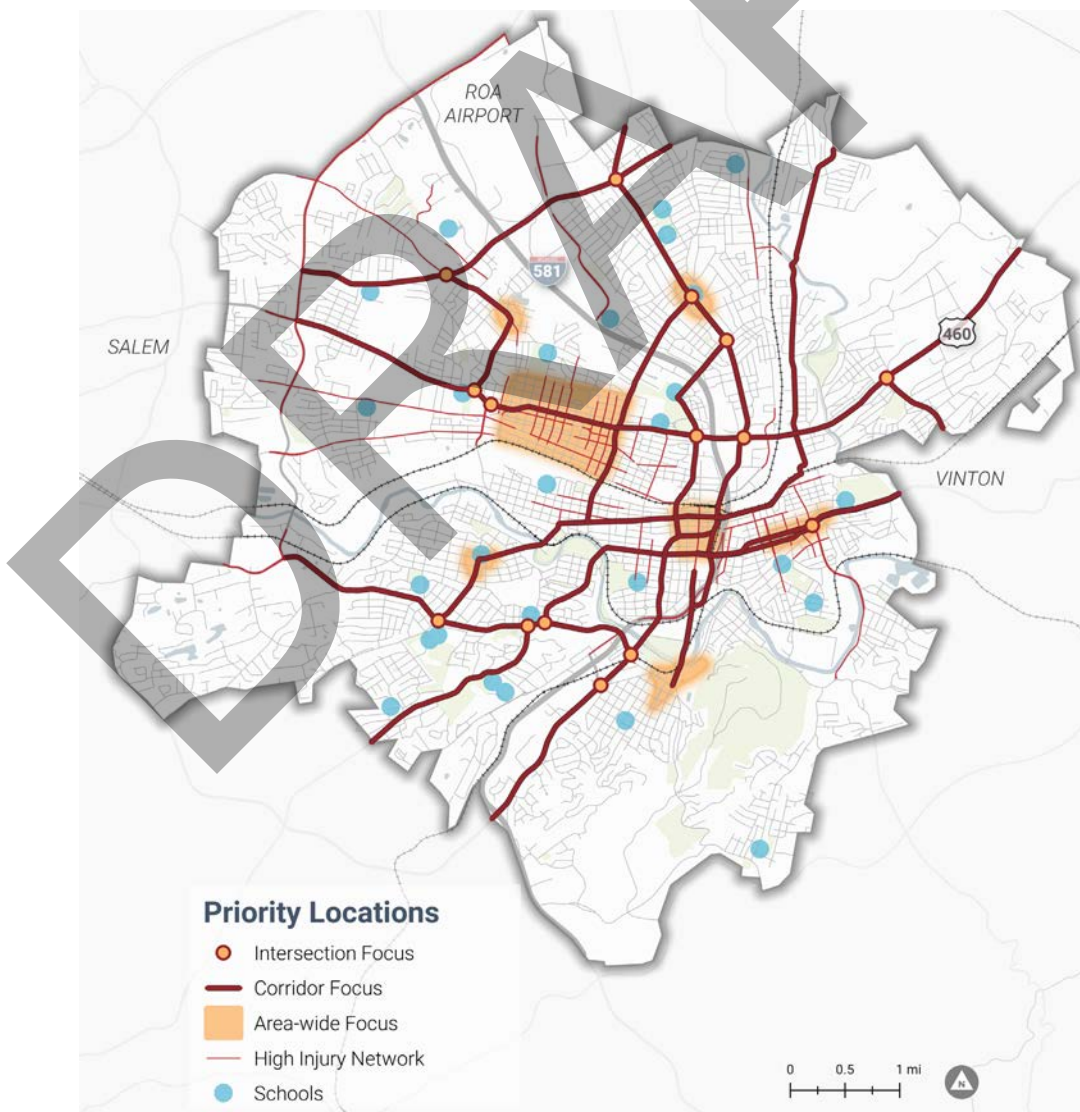 ROA
AIRPORT
581
460
SALEM
VINTON
DRAFT
Priority Locations
Intersection Focus
Corridor Focus
Area-wide Focus
High Injury Network
Schools
0 0.5 1 mi
N